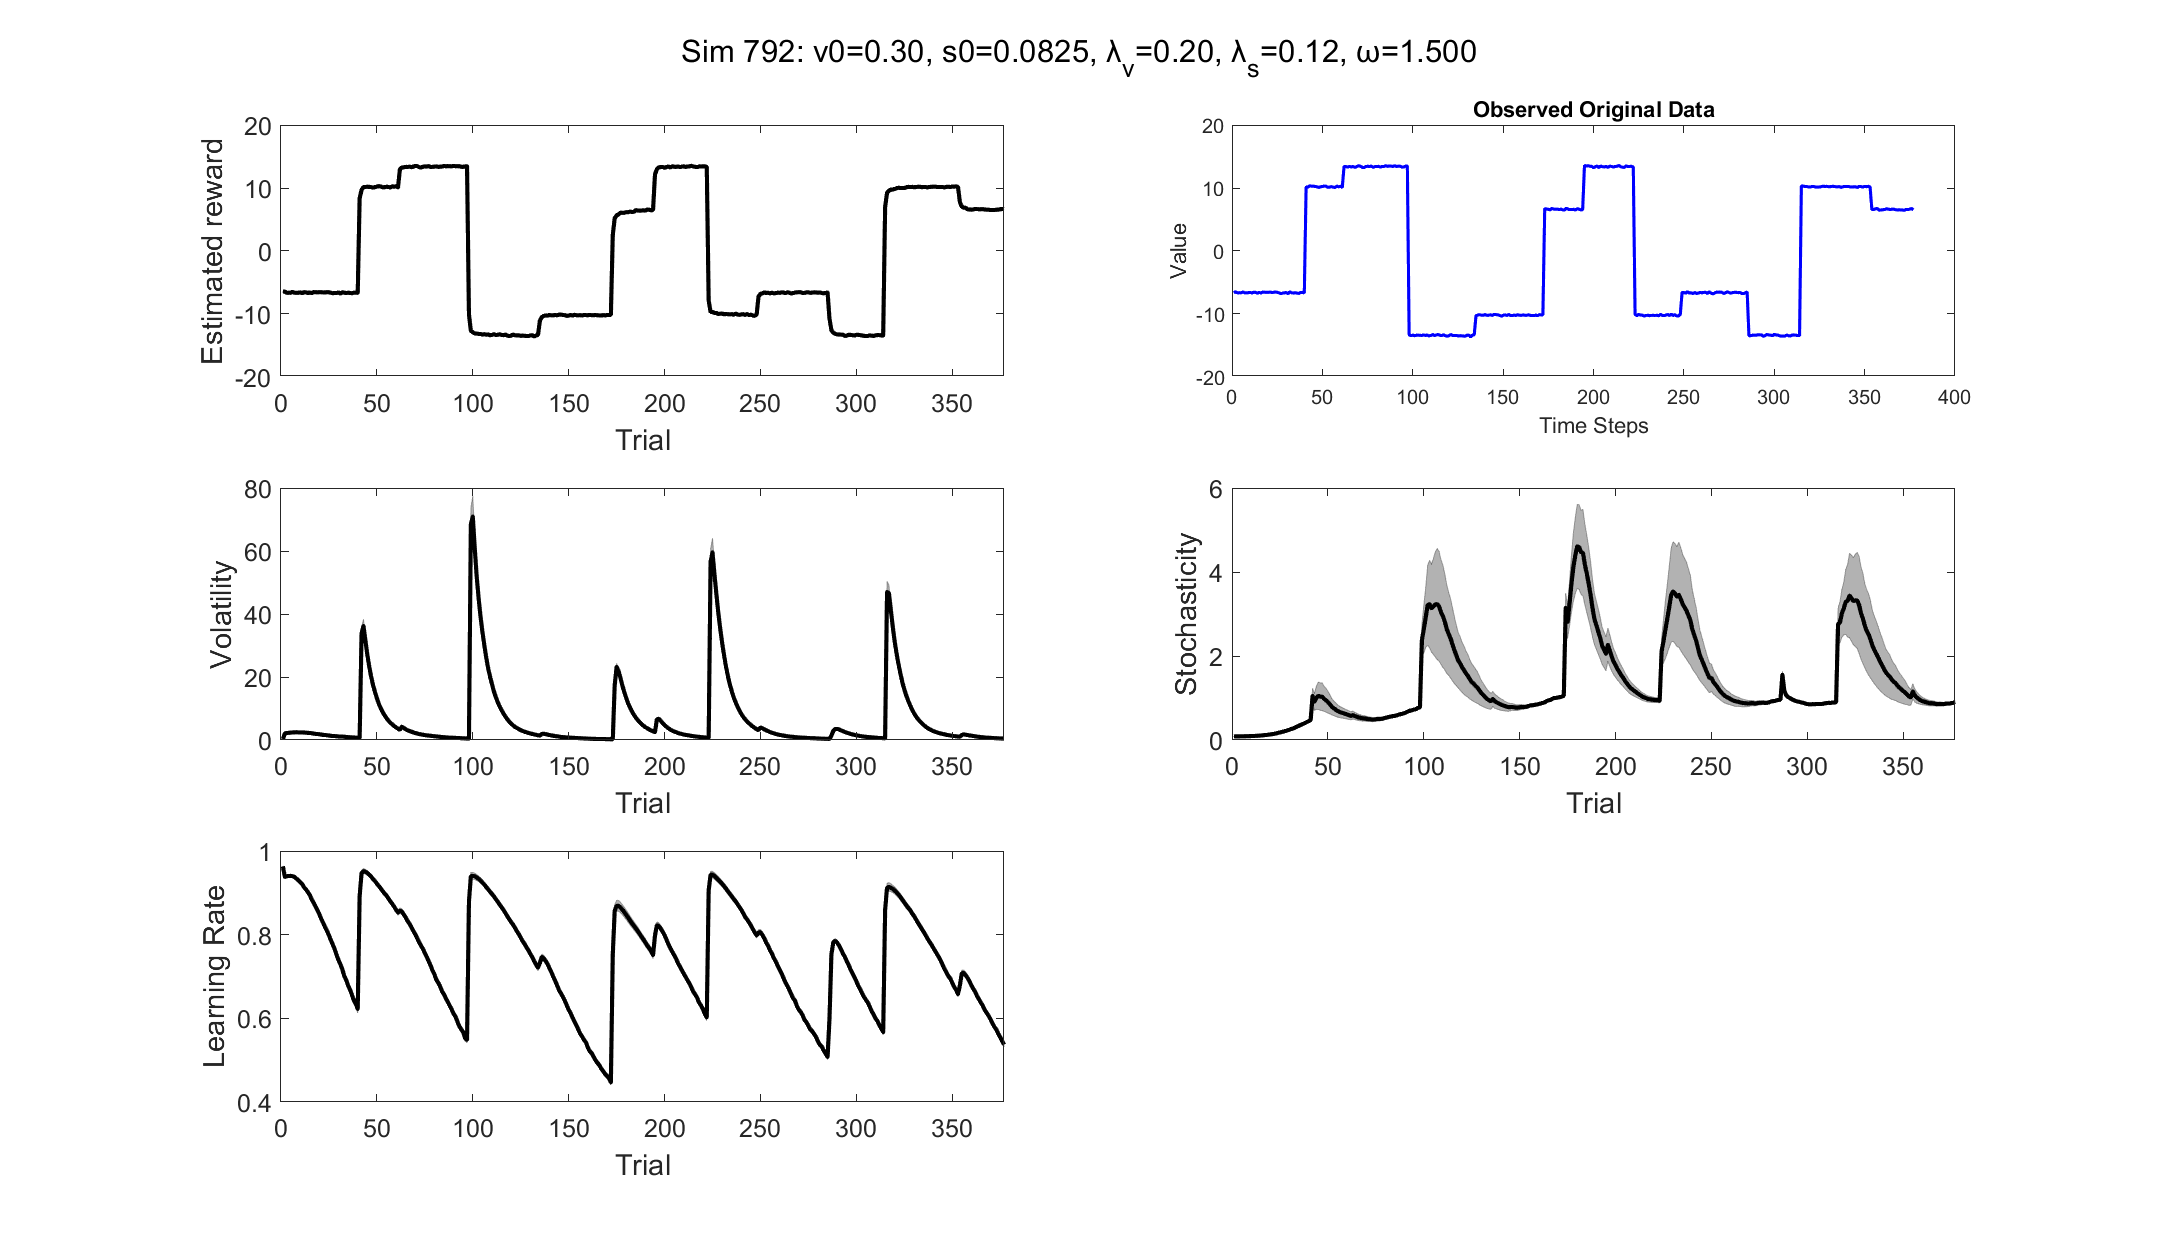 Sim 792: v0=0.30, s0=0.0825, λv=0.20, λs=0.12, ω=1.500
Estimated reward
20
10
0
-10
-20
0 50 100 150 200 250 300 350
Trial
Observed Original Data
Value
20
10
0
-10
-20
0 50 100 150 200 250 300 350 400
Time Steps
Volatility
80
60
40
20
0
0 50 100 150 200 250 300 350
Trial
Stochasticity
6
4
2
0
0 50 100 150 200 250 300 350
Trial
Learning Rate
1
0.8
0.6
0.4
0 50 100 150 200 250 300 350
Trial